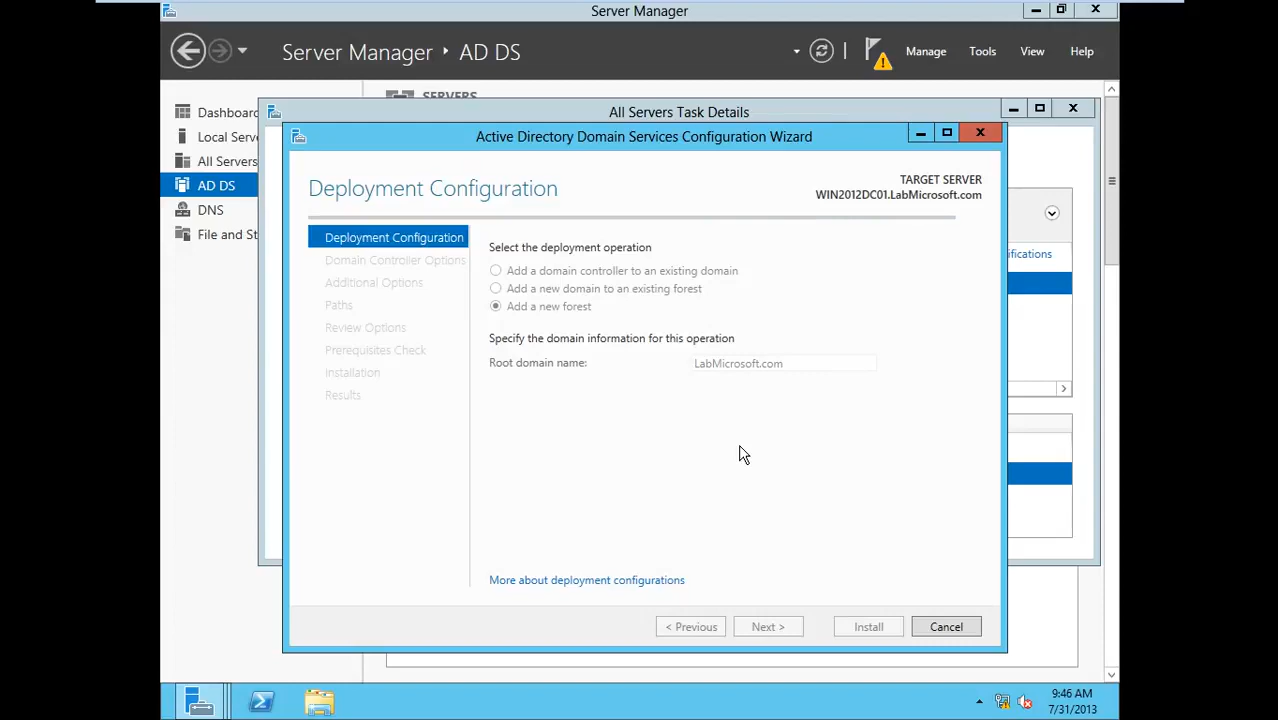 Server Manager
Server Manager ‣ AD DS
Manage Tools View Help
SERVERS
Dashboar
Local Serve
All Servers
AD DS
DNS
File and St
All Servers Task Details
ifications
Active Directory Domain Services Configuration Wizard
Deployment Configuration
TARGET SERVER
WIN2012DC01.LabMicrosoft.com
Deployment Configuration
Domain Controller Options
Additional Options
Paths
Review Options
Prerequisites Check
Installation
Results
Select the deployment operation
Add a domain controller to an existing domain
Add a new domain to an existing forest
Add a new forest
Specify the domain information for this operation
Root domain name: LabMicrosoft.com
More about deployment configurations
< Previous Next > Install Cancel
9:46 AM
7/31/2013